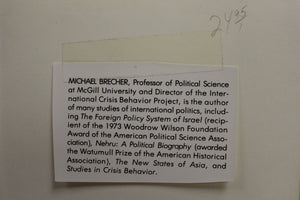 2495
MICHAEL BRECHER, Professor of Political Science
at McGill University and Director of the Inter-
national Crisis Behavior Project, is the author
of many studies of international politics, includ-
ing The Foreign Policy System of Israel (recip-
ient of the 1973 Woodrow Wilson Foundation
Award of the American Political Science Asso-
ciation), Nehru: A Political Biography (awarded
the Watumull Prize of the American Historical
Association), The New States of Asia, and
Studies in Crisis Behavior.